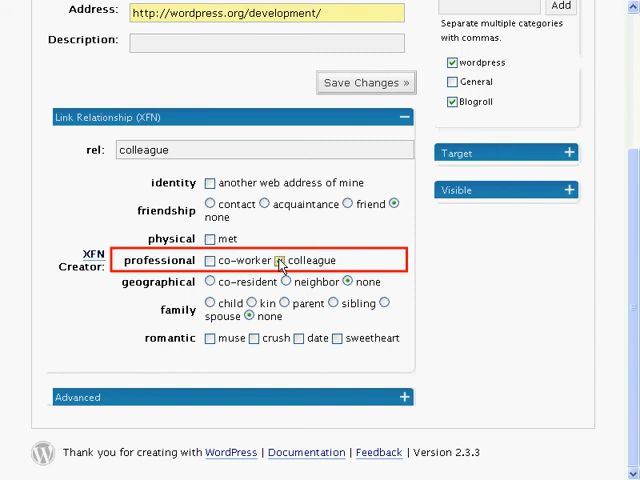 Address: http://wordpress.org/development/
Add
Separate multiple categories
with commas.
Description:
wordpress
General
Save Changes »
Blogroll
Link Relationship (XFN) —
rel: colleague
Target +
identity another web address of mine
Visible +
friendship contact acquaintance friend
none
physical met
XFN
Creator:
professional co-worker colleague
geographical co-resident neighbor none
family child kin parent sibling
spouse none
romantic muse crush date sweetheart
Advanced +
Thank you for creating with WordPress | Documentation | Feedback | Version 2.3.3